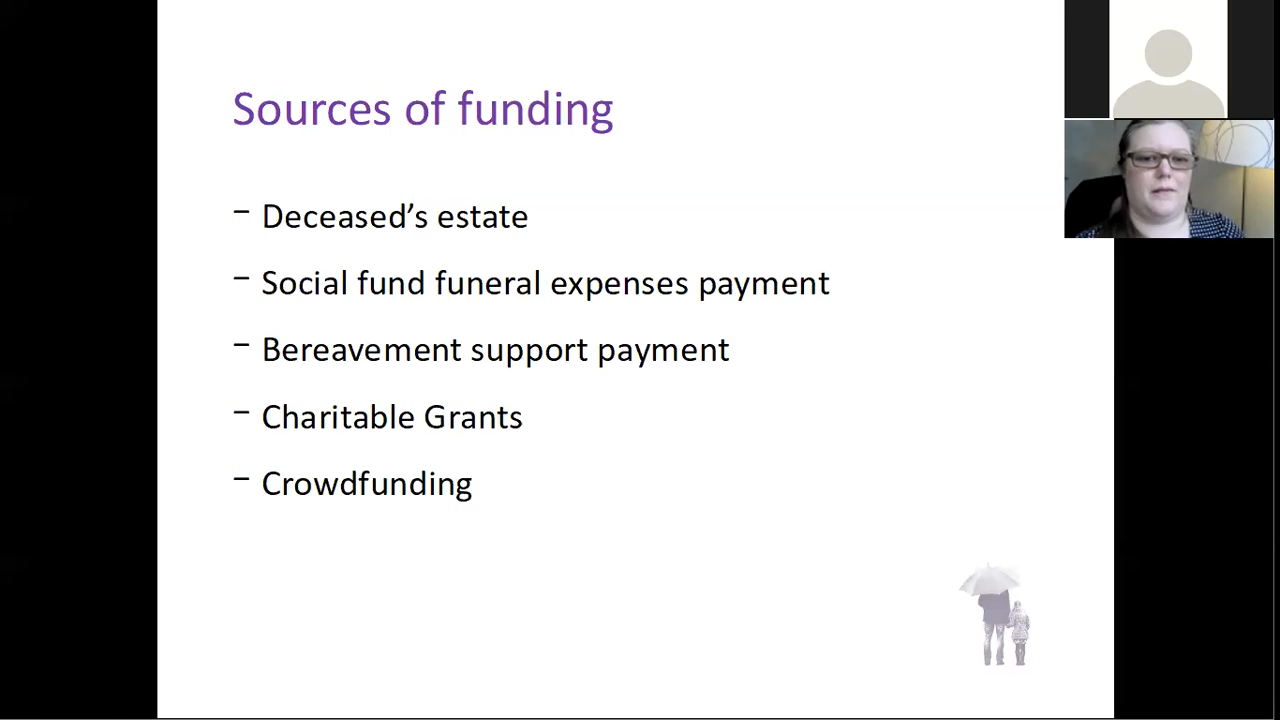 Sources of funding
– Deceased’s estate
– Social fund funeral expenses payment
– Bereavement support payment
– Charitable Grants
– Crowdfunding